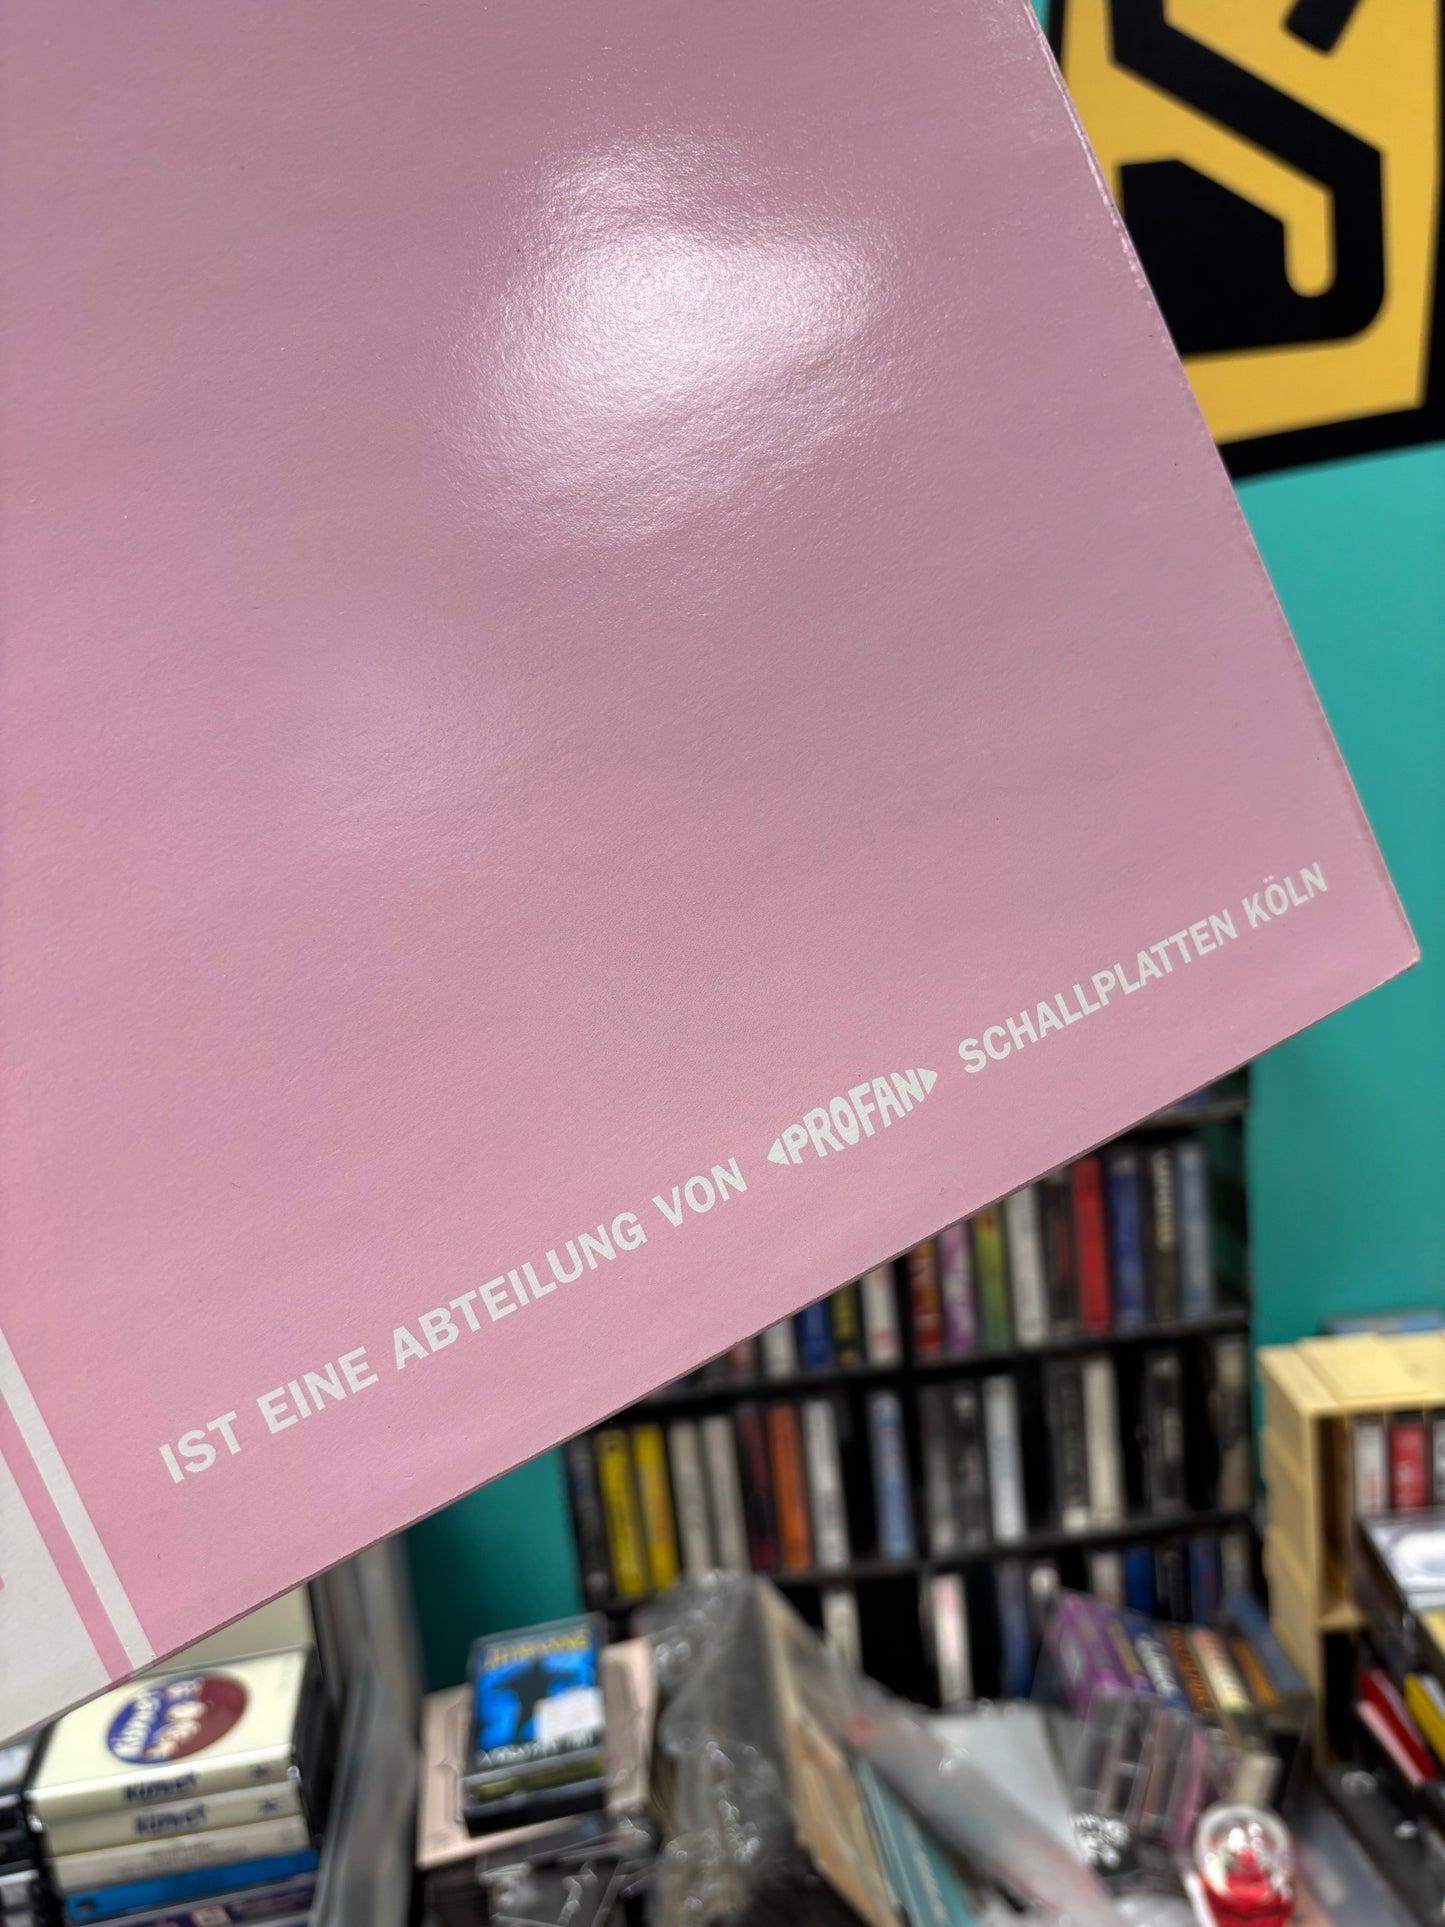 IST EINE ABTEILUNG VON PROFAN SCHALLPLATTEN KÖLN